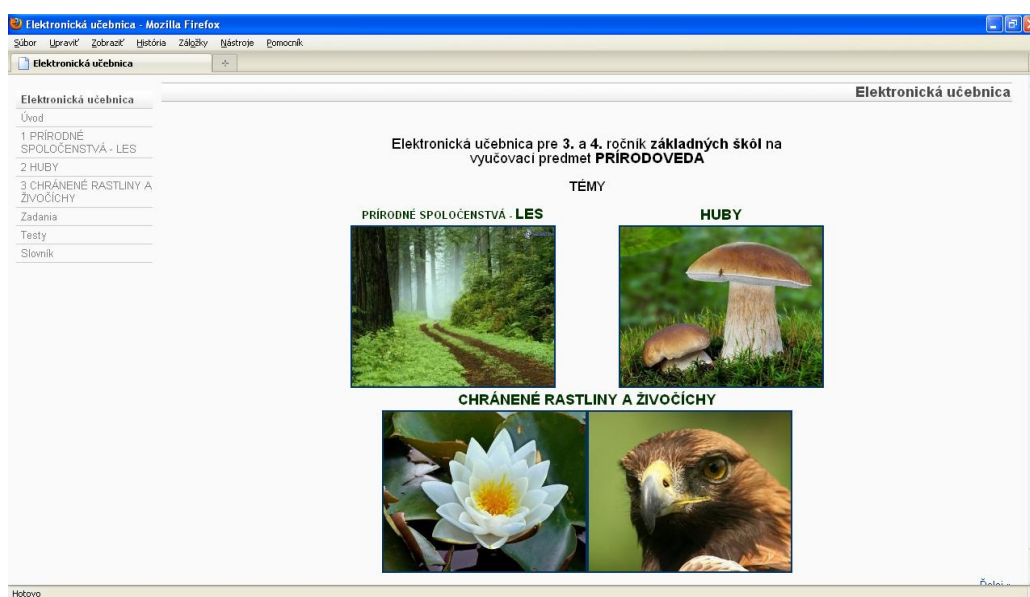 Elektronická učebnica - Mozilla Firefox
Súbor Upraviť Zobraziť História Záložky Nástroje Pomocník
Elektronická učebnica
Elektronická učebnica
Elektronická učebnica
Úvod
1 PRÍRODNÉ
SPOLOČENSTVÁ - LES
2 HUBY
3 CHRÁNENÉ RASTLINY A
ŽIVOČÍCHY
Zadania
Testy
Slovník
Elektronická učebnica pre 3. a 4. ročník základných škôl na
vyučovací predmet PRÍRODOVEDA
TÉMY
PRÍRODNÉ SPOLOČENSTVÁ - LES
HUBY
CHRÁNENÉ RASTLINY A ŽIVOČÍCHY
Ďalej »
Hotovo